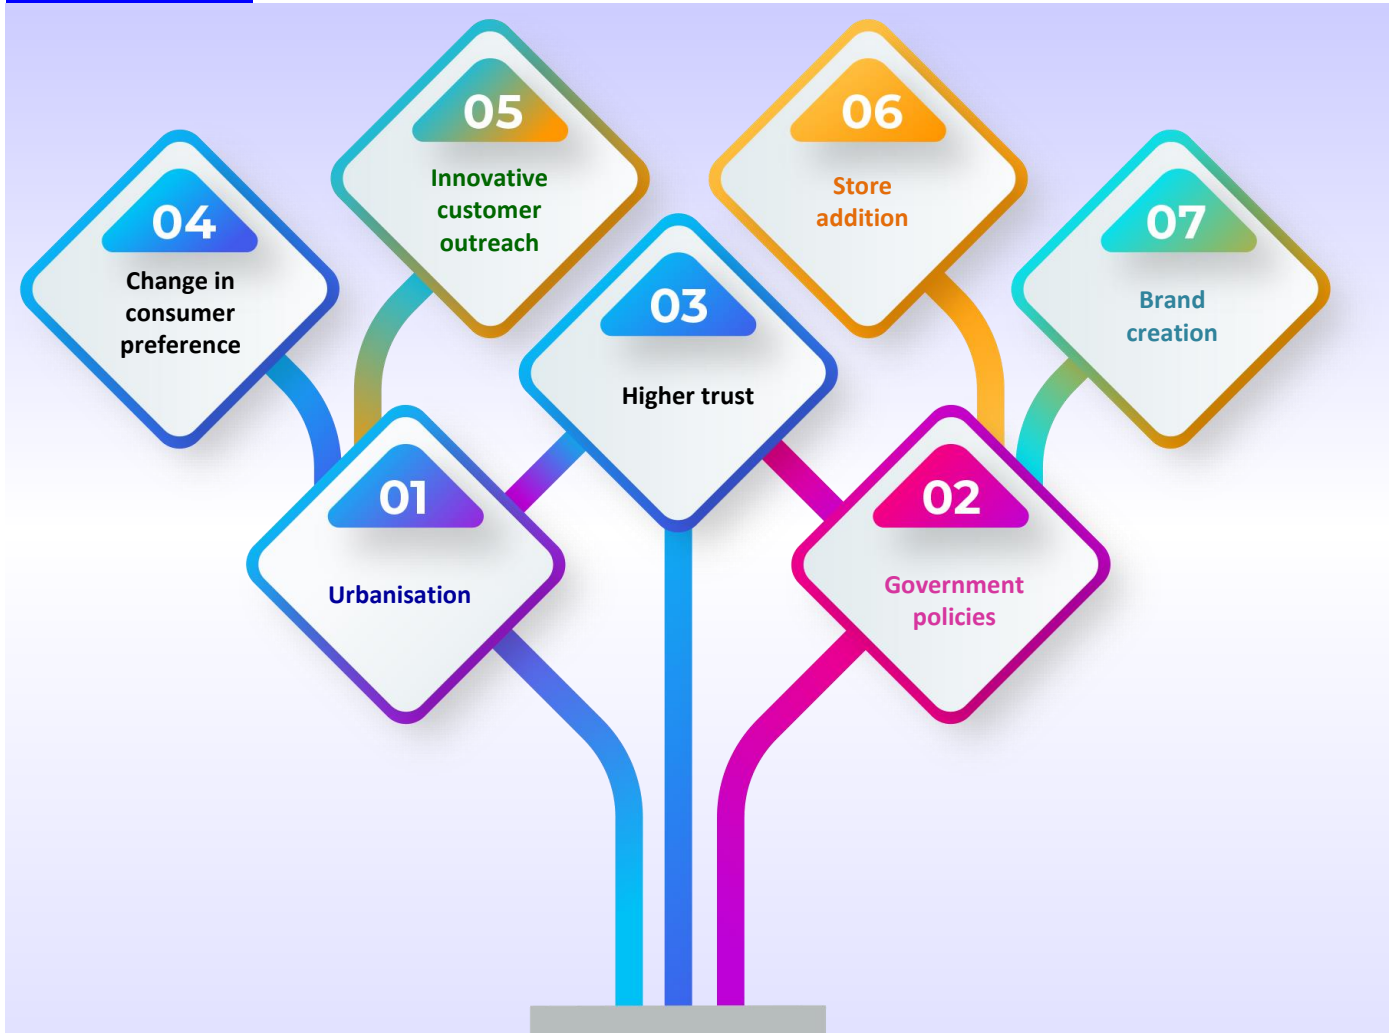 05
Innovative
customer
outreach
06
Store
addition
04
Change in
consumer
preference
07
Brand
creation
03
Higher trust
01
Urbanisation
02
Government
policies